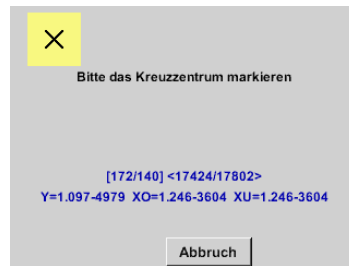 Bitte das Kreuzzentrum markieren
[172/140] <17424/17802>
Y=1.097-4979 XO=1.246-3604 XU=1.246-3604
Abbruch